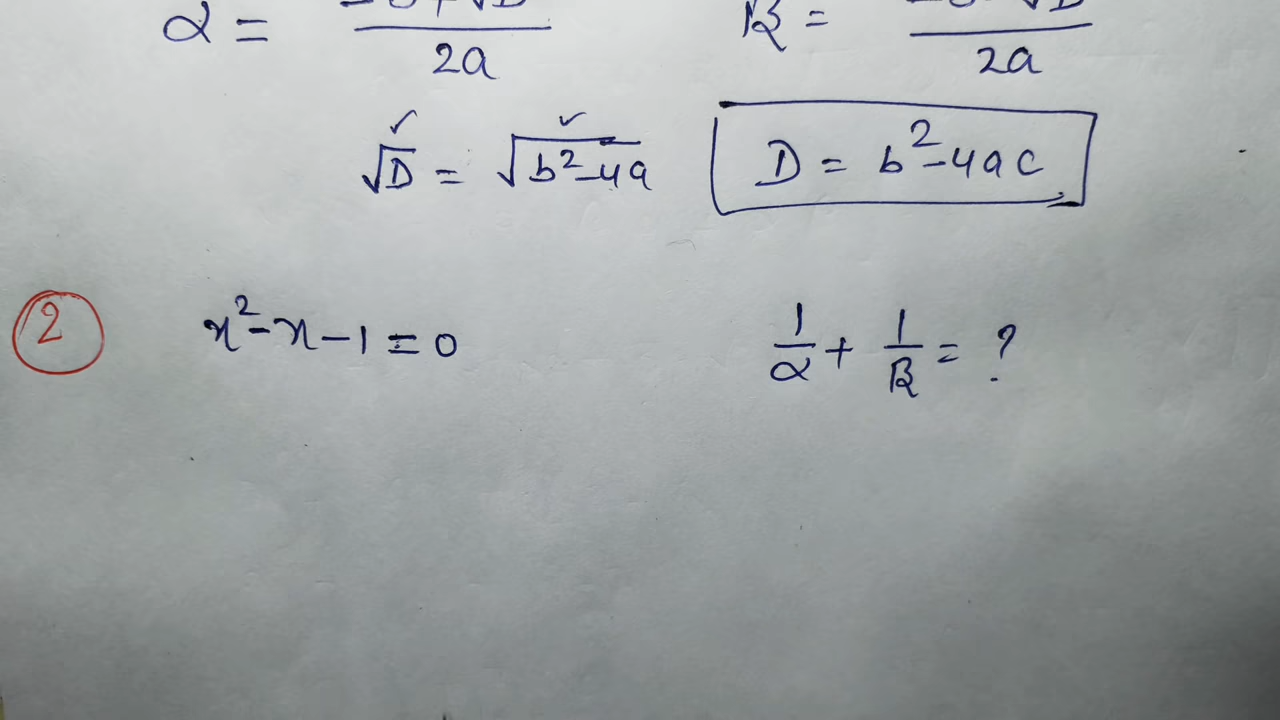 α = 2a β = 2a
√D = √b²-4a D = b²-4ac
2 x²-x-1=0 1/α + 1/β = ?